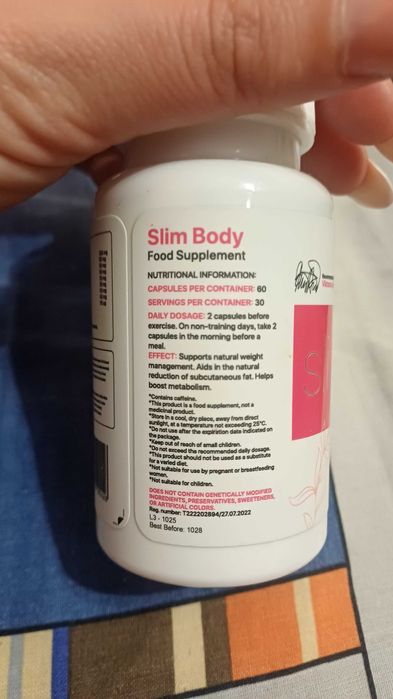 Slim Body
Food Supplement
NUTRITIONAL INFORMATION:
CAPSULES PER CONTAINER: 60
SERVINGS PER CONTAINER: 30
DAILY DOSAGE: 2 capsules before
exercise. On non-training days, take 2
capsules in the morning before a
meal.
EFFECT: Supports natural weight
management. Aids in the natural
reduction of subcutaneous fat. Helps
boost metabolism.
*Contains caffeine.
*This product is a food supplement, not a
medicinal product.
*Store in a cool, dry place, away from direct
sunlight, at a temperature not exceeding 25°C.
*Do not use after the expiration date indicated on
the package.
*Keep out of reach of small children.
*Do not exceed the recommended daily dosage.
*This product should not be used as a substitute
for a varied diet.
*Not suitable for use by pregnant or breastfeeding
women.
*Not suitable for children.
DOES NOT CONTAIN GENETICALLY MODIFIED
INGREDIENTS, PRESERVATIVES, SWEETENERS,
OR ARTIFICIAL COLORS.
Reg. number: T222202894/27.07.2022
L3 - 1025
Best Before: 1028
S